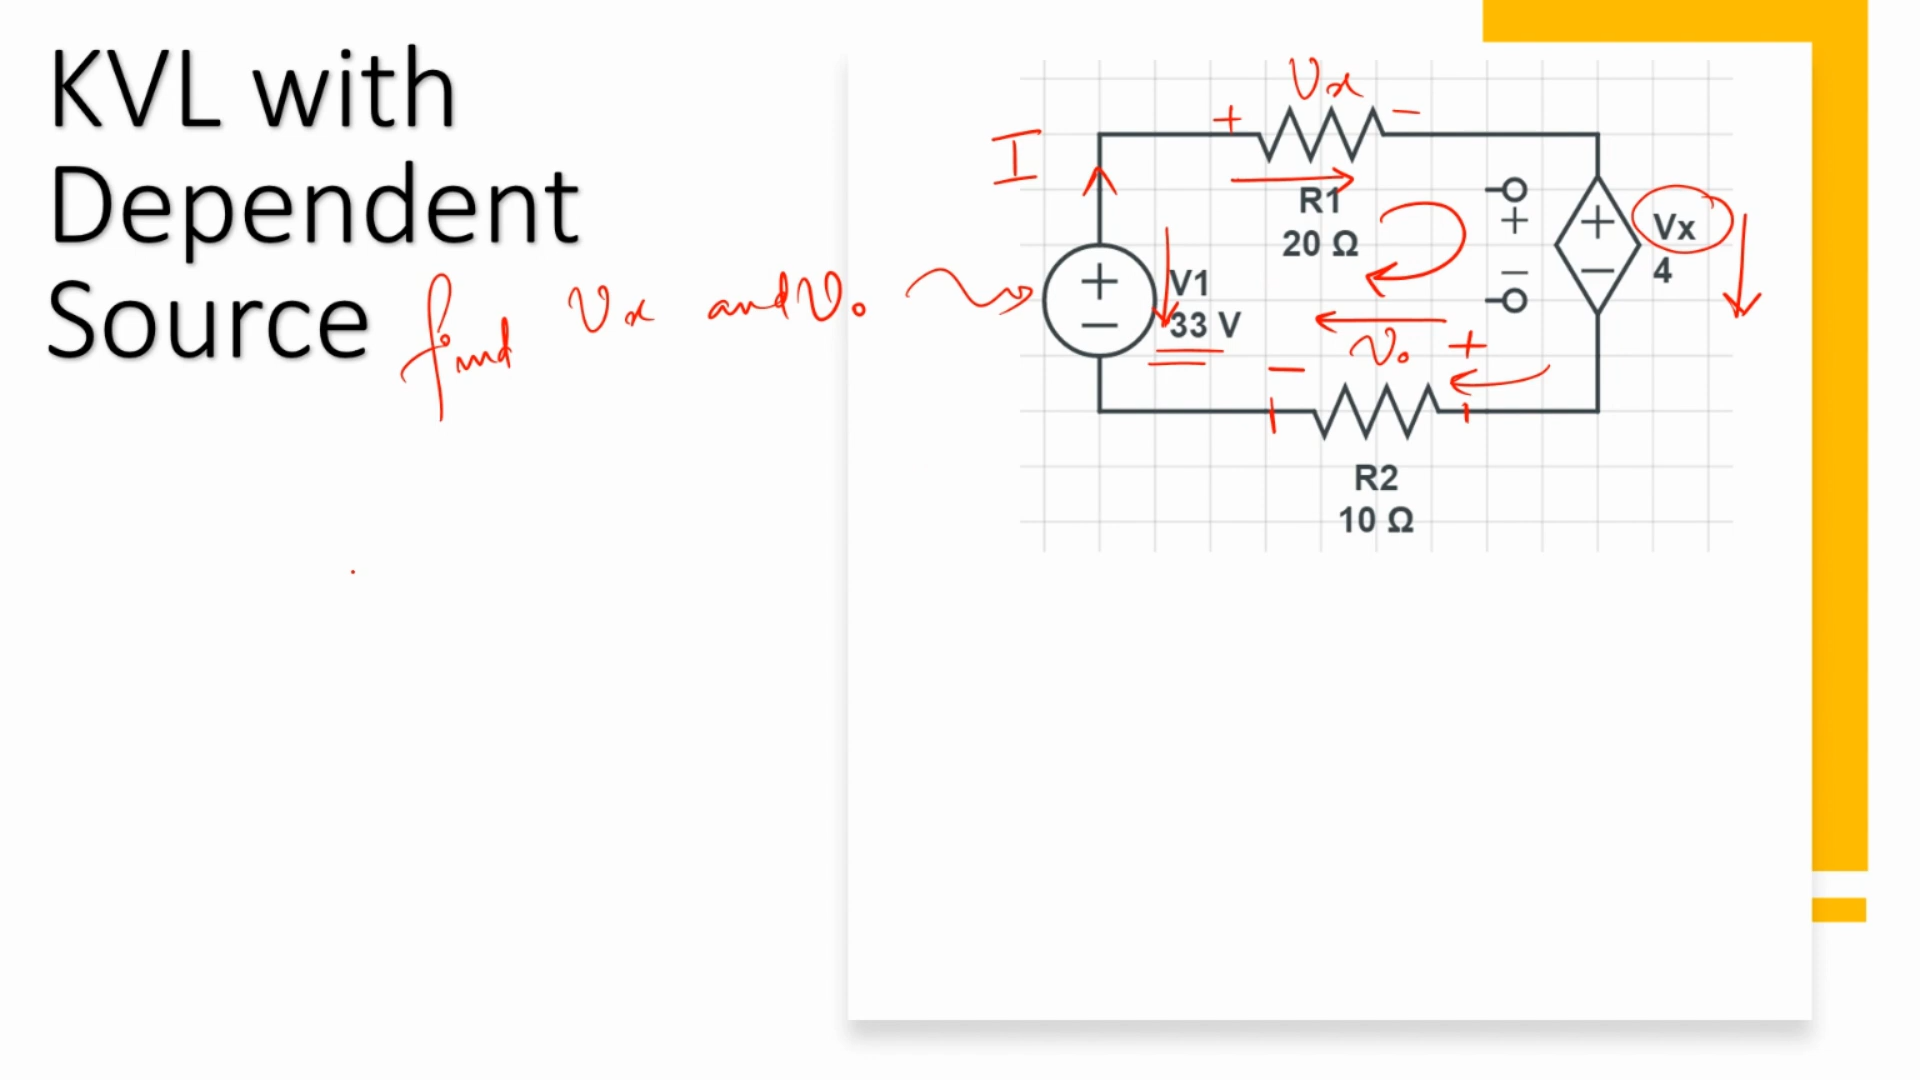 KVL with
Dependent
Source
find Vx and Vo
I
+ Vx -
R1
20 Ω
+
-
+
-
Vx
4
+
-
V1
33 V
- Vo +
R2
10 Ω